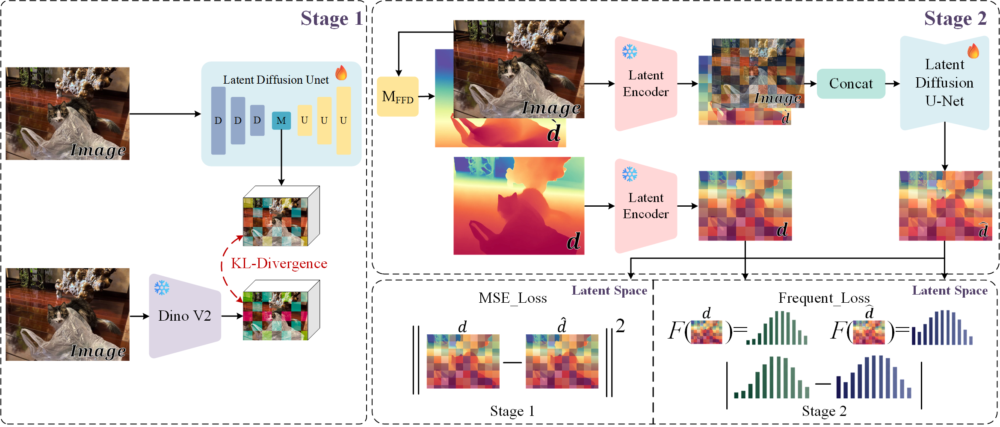 Stage 1
Image
Latent Diffusion Unet
D
D
D
M
U
U
U
KL-Divergence
Image
Dino V2
Stage 2
M_FFD
Image
d̀
Latent
Encoder
Image
d̀
Concat
Latent
Diffusion
U-Net
d
Latent
Encoder
d
d̂
Latent Space
MSE_Loss
d
d̂
|| — ||²
Stage 1
Latent Space
Frequent_Loss
d
F( )=
d̂
F( )=
| — |
Stage 2